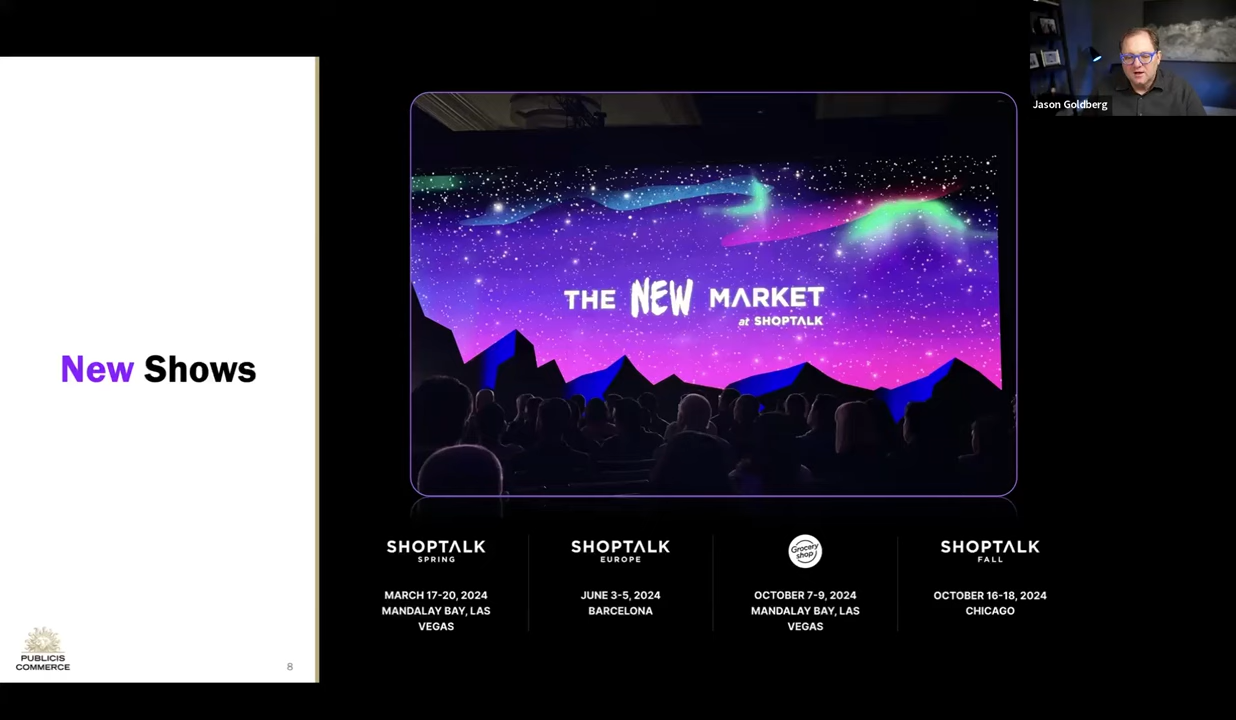 Jason Goldberg
New Shows
THE NEW MARKET
at SHOPTALK
SHOPTALK
SPRING
MARCH 17-20, 2024
MANDALAY BAY, LAS
VEGAS
SHOPTALK
EUROPE
JUNE 3-5, 2024
BARCELONA
Grocery
shop
OCTOBER 7-9, 2024
MANDALAY BAY, LAS
VEGAS
SHOPTALK
FALL
OCTOBER 16-18, 2024
CHICAGO
PUBLICIS
COMMERCE
8